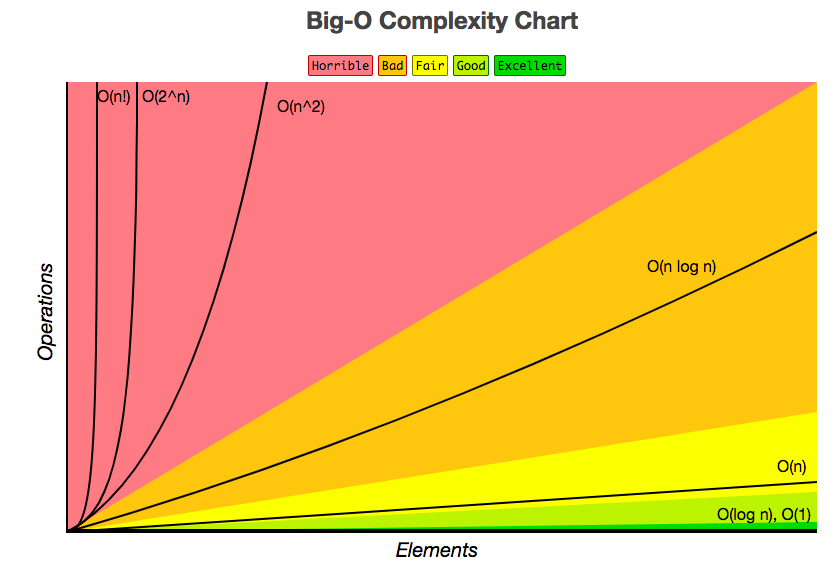 Big-O Complexity Chart
Horrible Bad Fair Good Excellent
O(n!) O(2^n)
O(n^2)
O(n log n)
Operations
O(n)
O(log n), O(1)
Elements